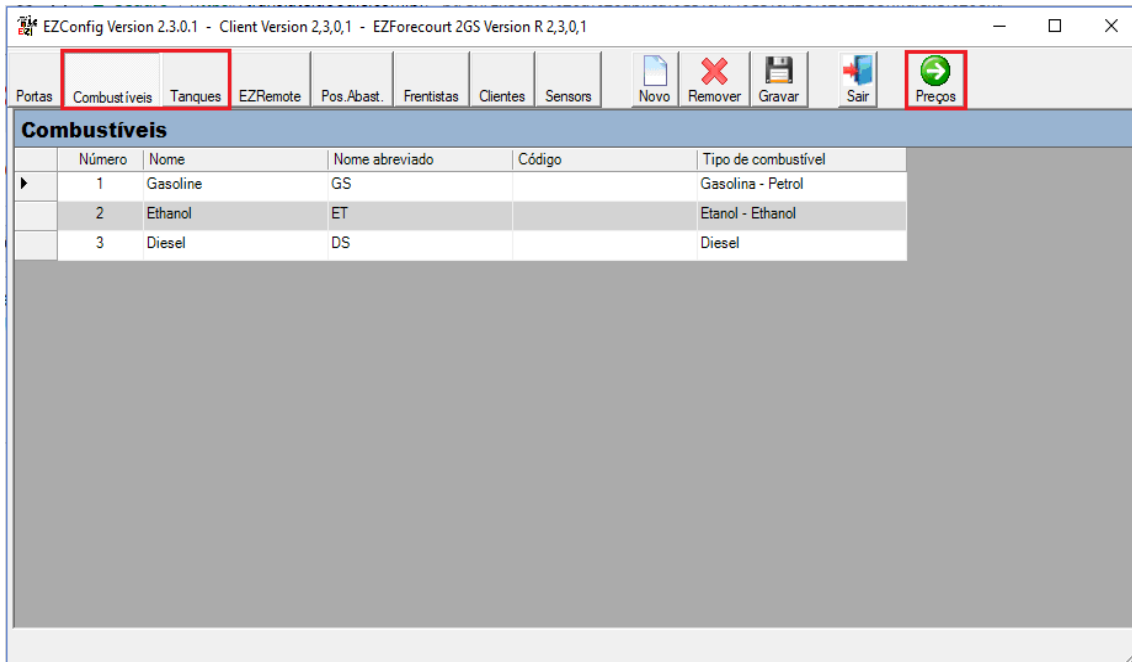 EZConfig Version 2.3.0.1 - Client Version 2,3,0,1 - EZForecourt 2GS Version R 2,3,0,1
Portas Combustíveis Tanques EZRemote Pos.Abast. Frentistas Clientes Sensors Novo Remover Gravar Sair Preços
Combustíveis
Número Nome Nome abreviado Código Tipo de combustível
1 Gasoline GS Gasolina - Petrol
2 Ethanol ET Etanol - Ethanol
3 Diesel DS Diesel